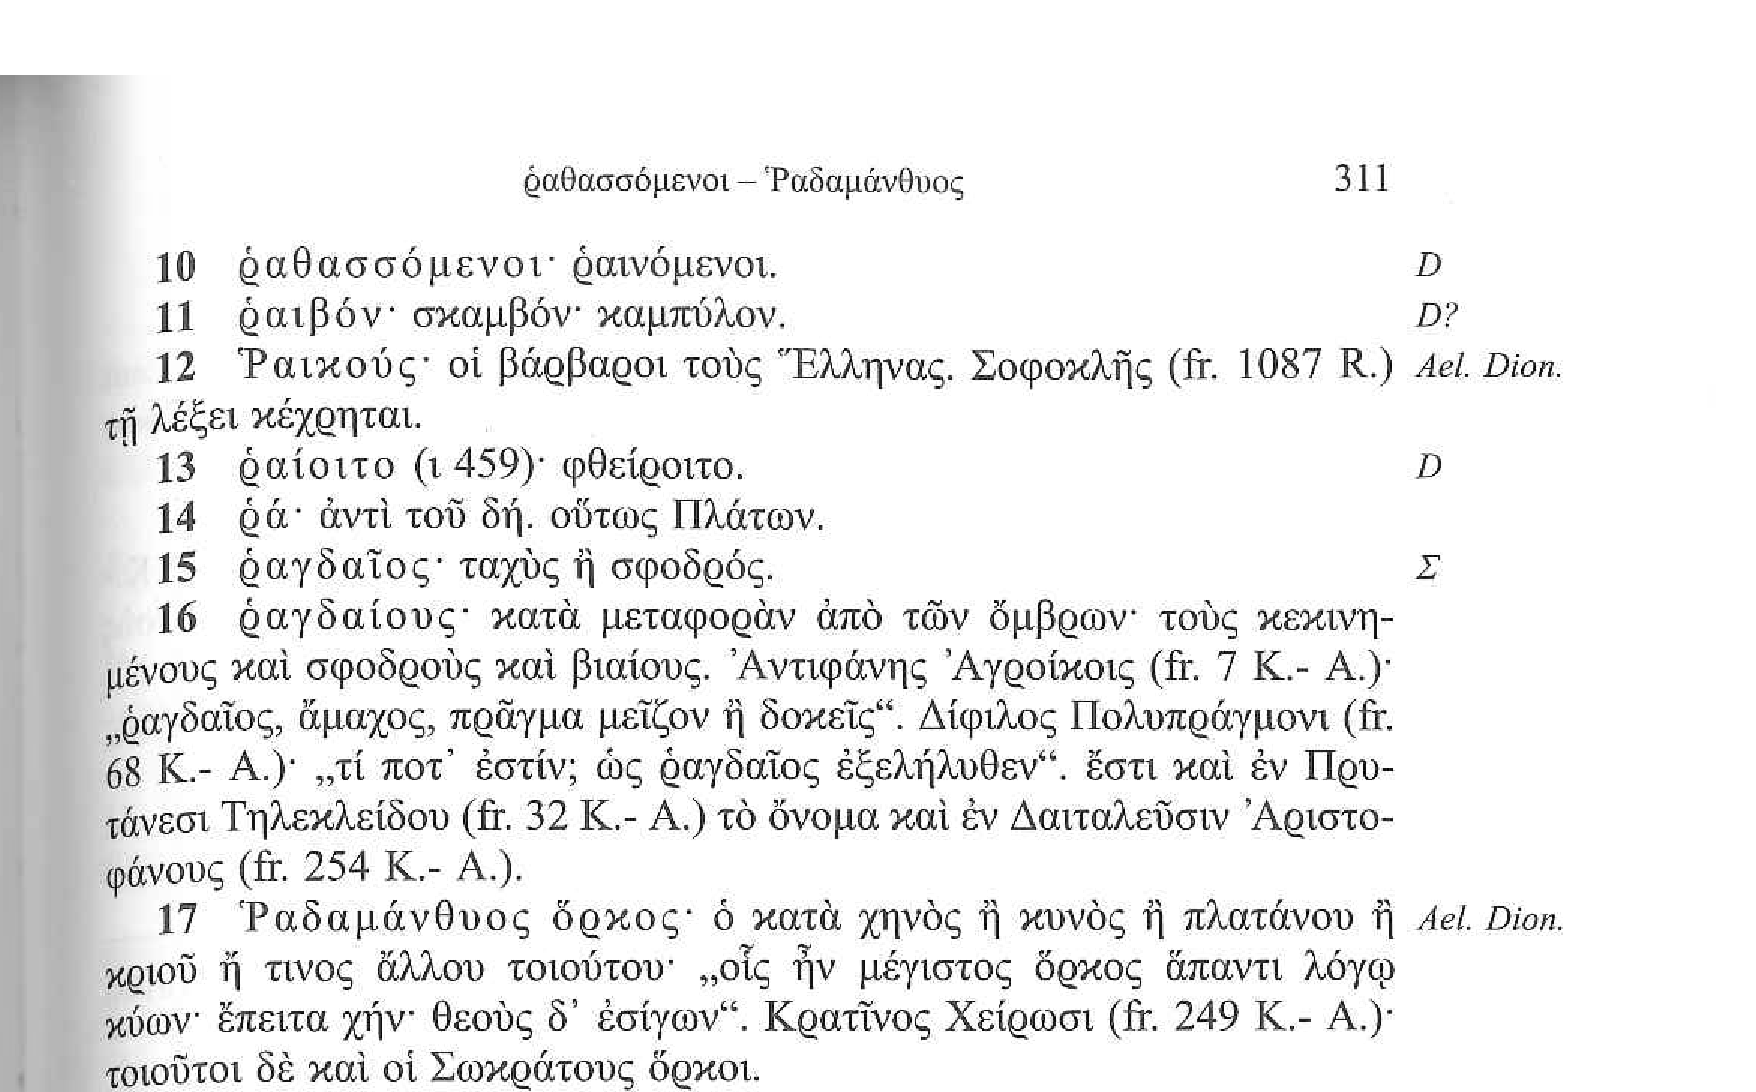 ῥαθασσόμενοι – Ῥαδαμάνθυος 311
10 ῥαθασσόμενοι· ῥαινόμενοι. D
11 ῥαιβόν· σκαμβόν· καμπύλον. D?
12 Ῥαικούς· οἱ βάρβαροι τοὺς Ἕλληνας. Σοφοκλῆς (fr. 1087 R.) Ael. Dion.
τῇ λέξει κέχρηται.
13 ῥαίοιτο (ι 459)· φθείροιτο. D
14 ῥά· ἀντὶ τοῦ δή. οὕτως Πλάτων.
15 ῥαγδαῖος· ταχὺς ἢ σφοδρός. Σ
16 ῥαγδαίους· κατὰ μεταφορὰν ἀπὸ τῶν ὄμβρων· τοὺς κεκινη-
μένους καὶ σφοδροὺς καὶ βιαίους. Ἀντιφάνης Ἀγροίκοις (fr. 7 K.- A.)·
„ῥαγδαῖος, ἄμαχος, πρᾶγμα μεῖζον ἢ δοκεῖς“. Δίφιλος Πολυπράγμονι (fr.
68 K.- A.)· „τί ποτ᾽ ἐστίν; ὡς ῥαγδαῖος ἐξελήλυθεν“. ἔστι καὶ ἐν Πρυ-
τάνεσι Τηλεκλείδου (fr. 32 K.- A.) τὸ ὄνομα καὶ ἐν Δαιταλεῦσιν Ἀριστο-
φάνους (fr. 254 K.- A.).
17 Ῥαδαμάνθυος ὅρκος· ὁ κατὰ χηνὸς ἢ κυνὸς ἢ πλατάνου ἢ Ael. Dion.
κριοῦ ἤ τινος ἄλλου τοιούτου· „οἷς ἦν μέγιστος ὅρκος ἅπαντι λόγῳ
κύων· ἔπειτα χήν· θεοὺς δ᾽ ἐσίγων“. Κρατῖνος Χείρωσι (fr. 249 K.- A.)·
τοιοῦτοι δὲ καὶ οἱ Σωκράτους ὅρκοι.